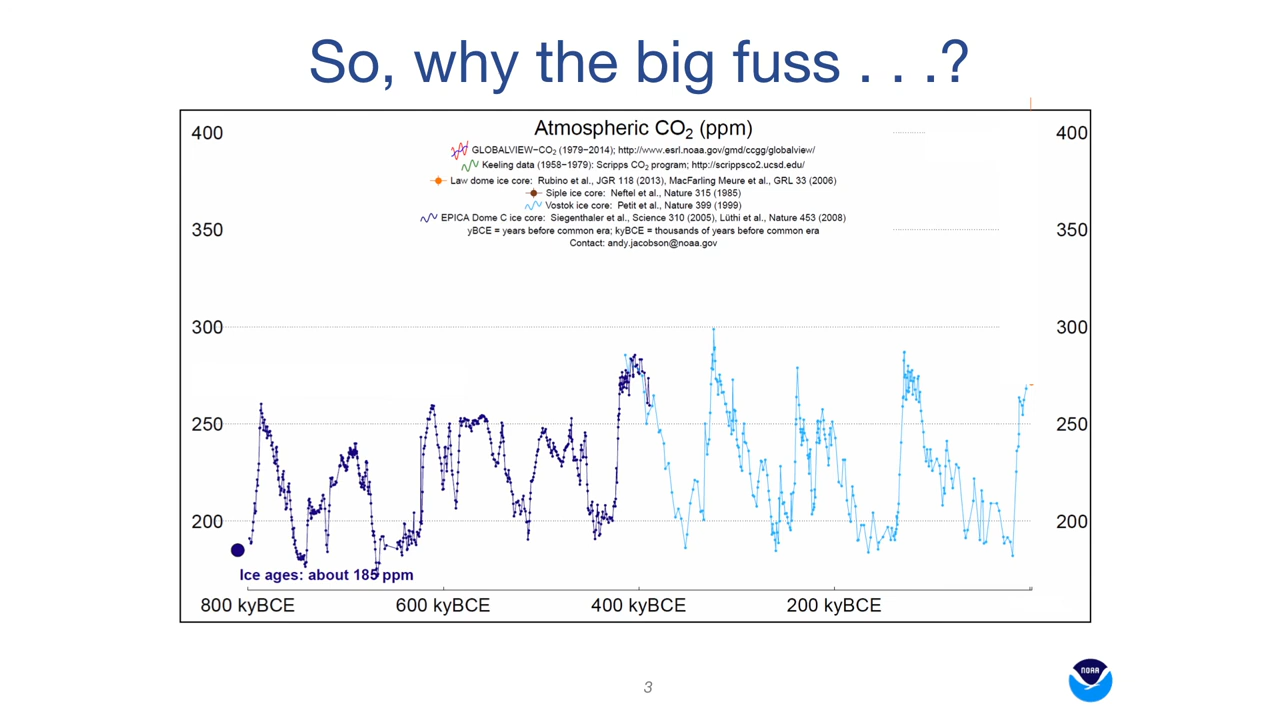 So, why the big fuss . . .?
Atmospheric CO₂ (ppm)
GLOBALVIEW−CO₂ (1979−2014); http://www.esrl.noaa.gov/gmd/ccgg/globalview/
Keeling data (1958−1979): Scripps CO₂ program; http://scrippsco2.ucsd.edu/
Law dome ice core: Rubino et al., JGR 118 (2013), MacFarling Meure et al., GRL 33 (2006)
Siple ice core: Neftel et al., Nature 315 (1985)
Vostok ice core: Petit et al., Nature 399 (1999)
EPICA Dome C ice core: Siegenthaler et al., Science 310 (2005), Lüthi et al., Nature 453 (2008)
yBCE = years before common era; kyBCE = thousands of years before common era
Contact: andy.jacobson@noaa.gov
400 400
350 350
300 300
250 250
200 200
Ice ages: about 185 ppm
800 kyBCE 600 kyBCE 400 kyBCE 200 kyBCE
3
NOAA